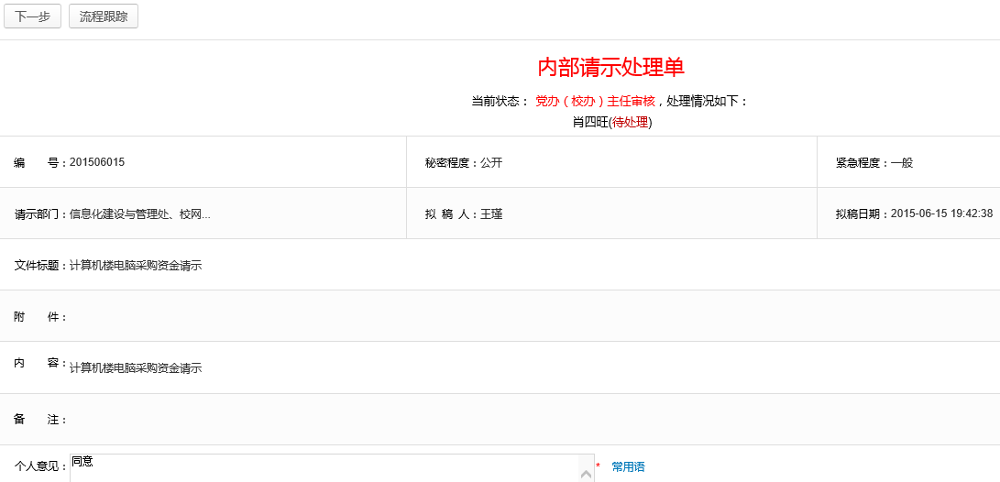 下一步 流程跟踪
内部请示处理单
当前状态： 党办（校办）主任审核，处理情况如下：
肖四旺(待处理)
编 号：201506015 秘密程度：公开 紧急程度：一般
请示部门：信息化建设与管理处、校网... 拟 稿 人：王瑾 拟稿日期：2015-06-15 19:42:38
文件标题：计算机楼电脑采购资金请示
附 件：
内 容：计算机楼电脑采购资金请示
备 注：
个人意见：同意 * 常用语